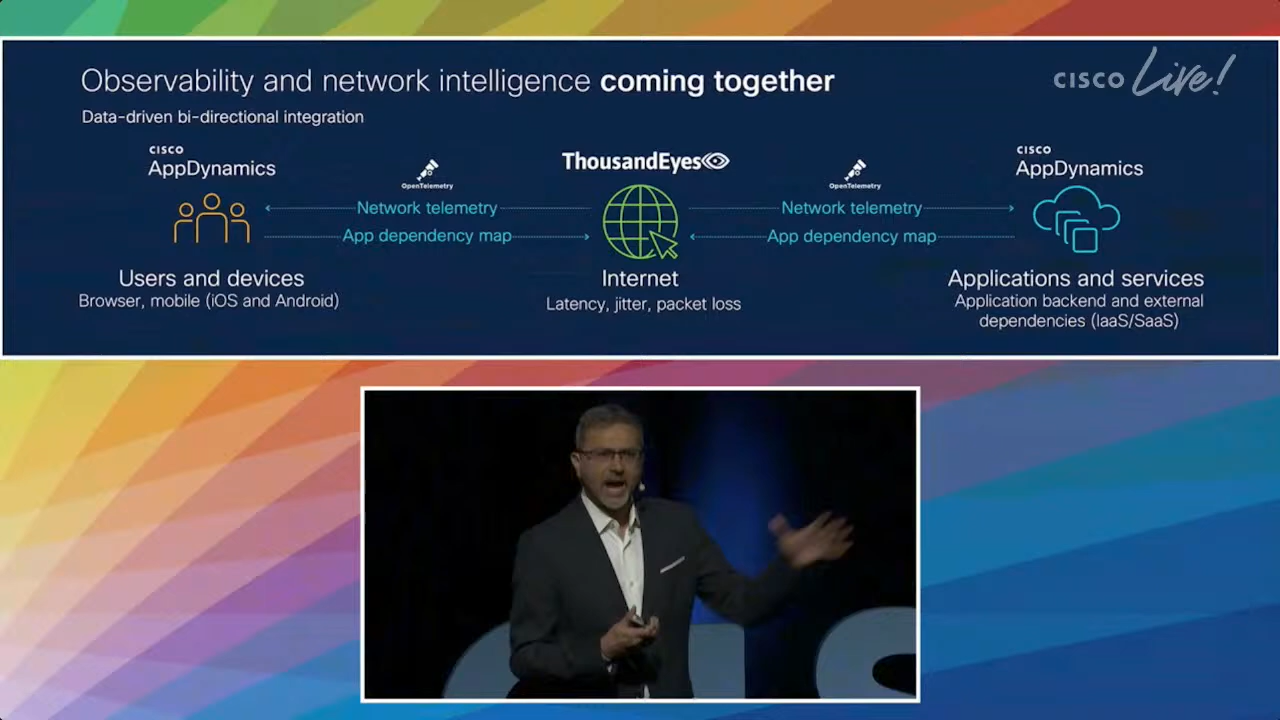 Observability and network intelligence coming together
CISCO Live!
Data-driven bi-directional integration
CISCO
AppDynamics
OpenTelemetry
ThousandEyes
OpenTelemetry
CISCO
AppDynamics
Network telemetry
Network telemetry
App dependency map
App dependency map
Users and devices
Browser, mobile (iOS and Android)
Internet
Latency, jitter, packet loss
Applications and services
Application backend and external
dependencies (IaaS/SaaS)